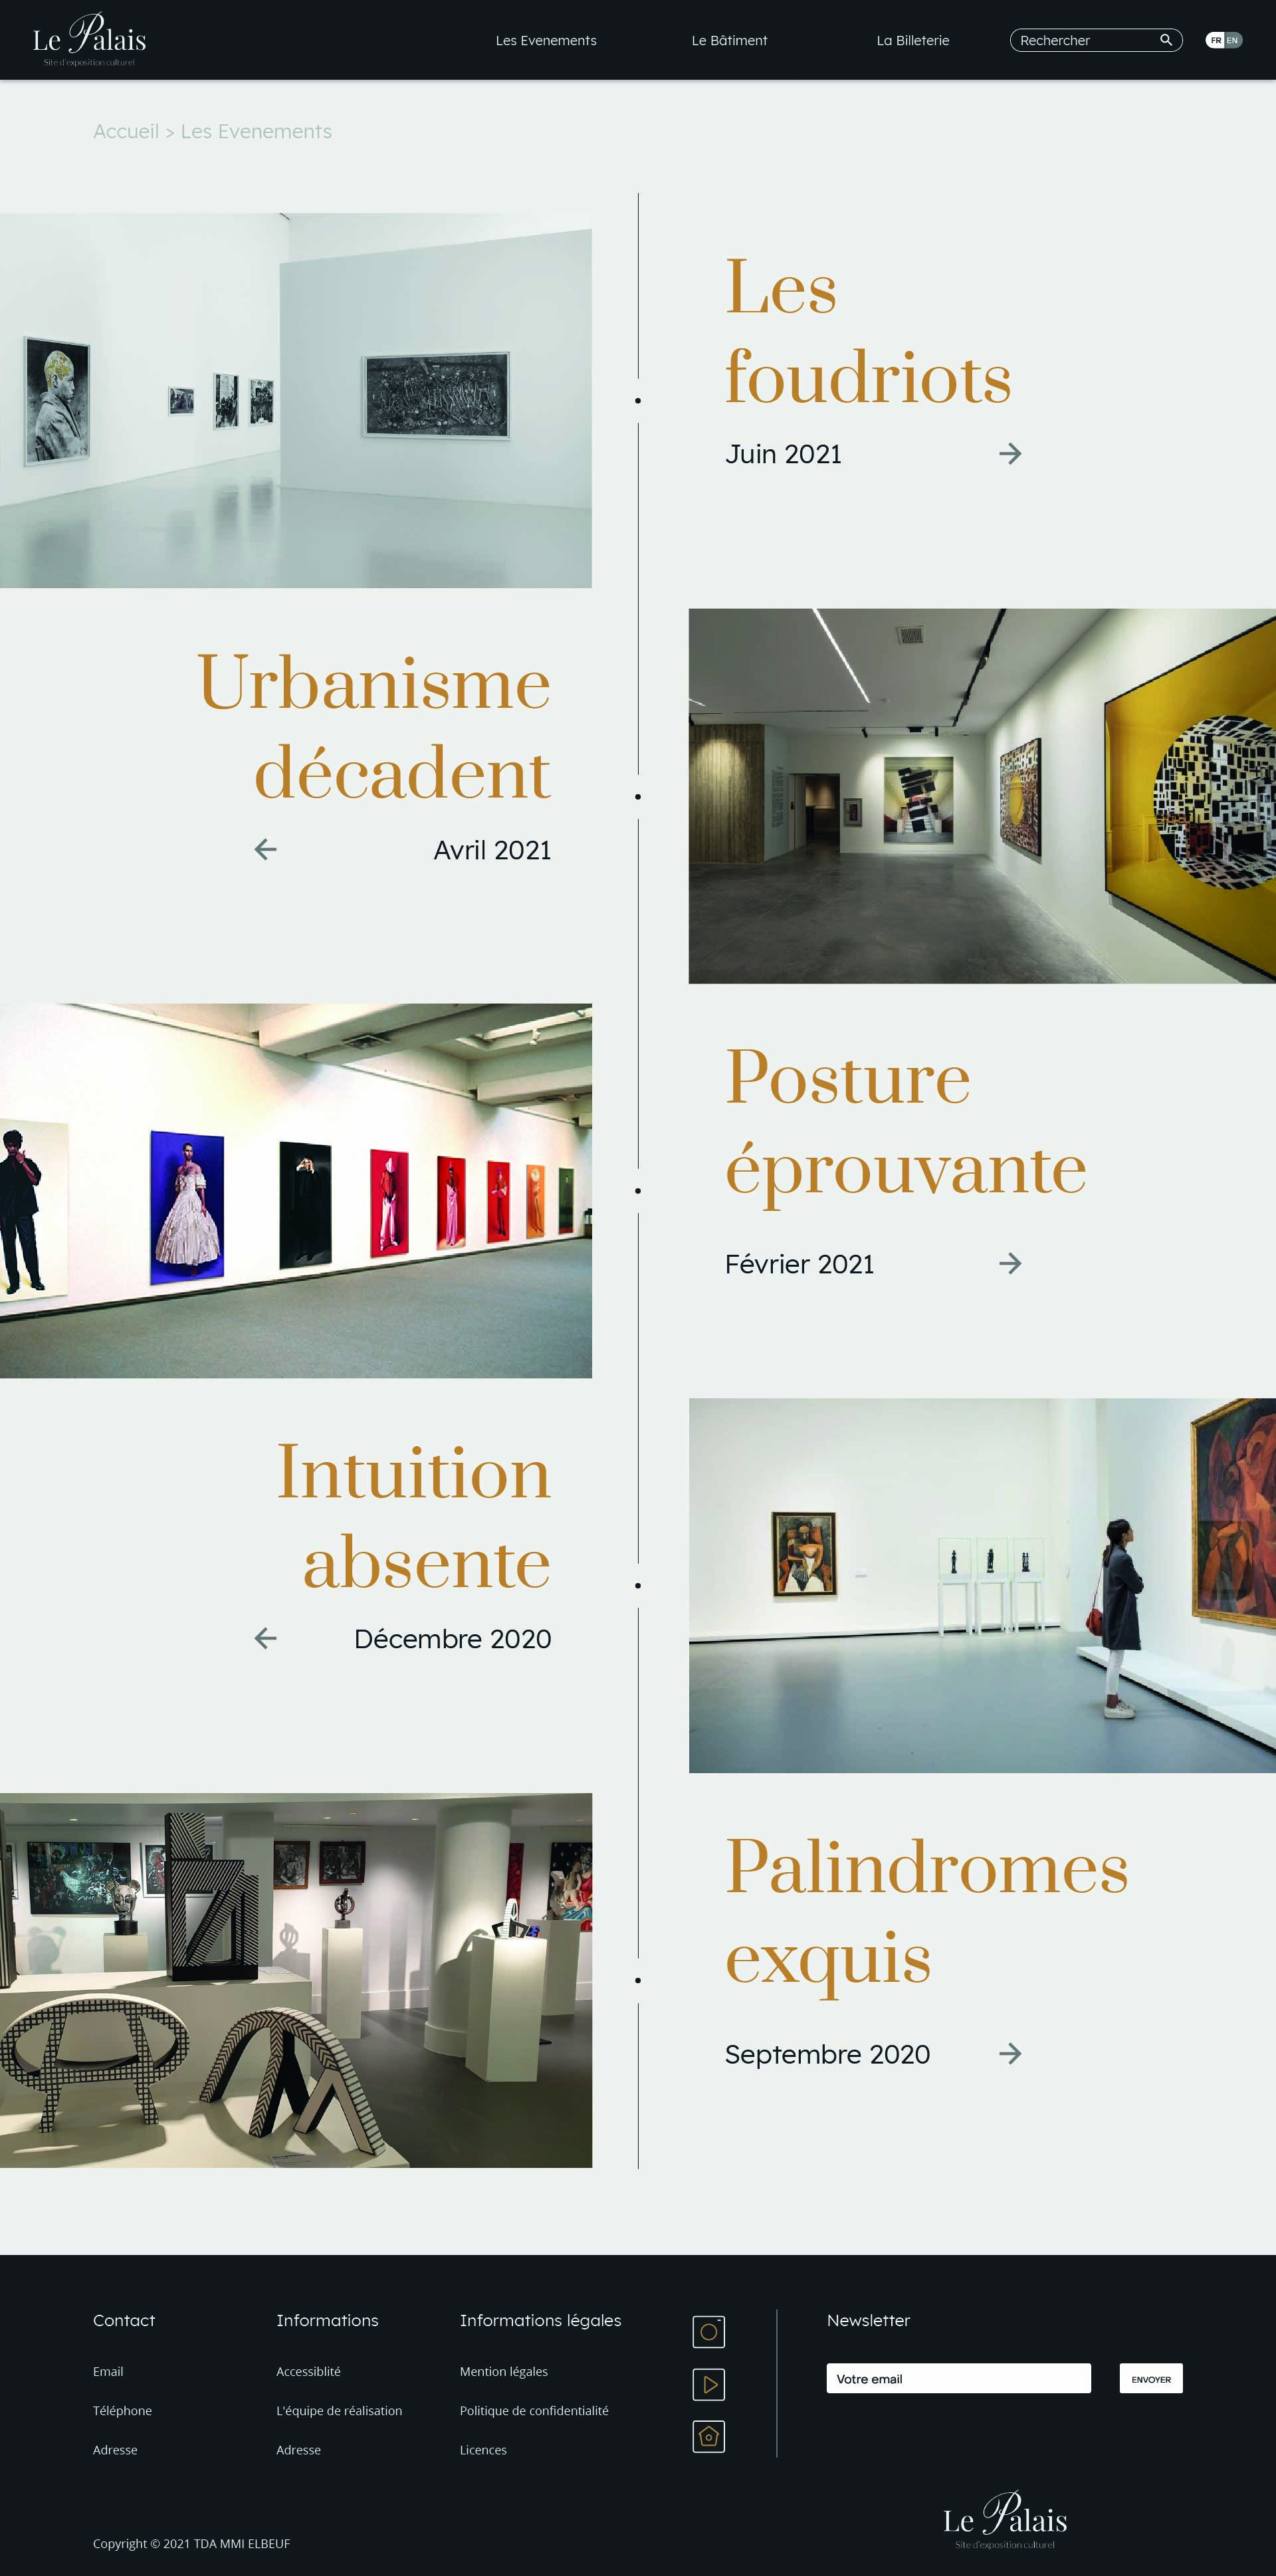 Le Palais
Site d'exposition culturel
Les Evenements
Le Bâtiment
La Billeterie
Rechercher
FR EN
Accueil > Les Evenements
Les
foudriots
Juin 2021
Urbanisme
décadent
Avril 2021
Posture
éprouvante
Février 2021
Intuition
absente
Décembre 2020
Palindromes
exquis
Septembre 2020
Contact
Email
Téléphone
Adresse
Informations
Accessiblité
L'équipe de réalisation
Adresse
Informations légales
Mention légales
Politique de confidentialité
Licences
Newsletter
Votre email
ENVOYER
Le Palais
Site d'exposition culturel
Copyright © 2021 TDA MMI ELBEUF